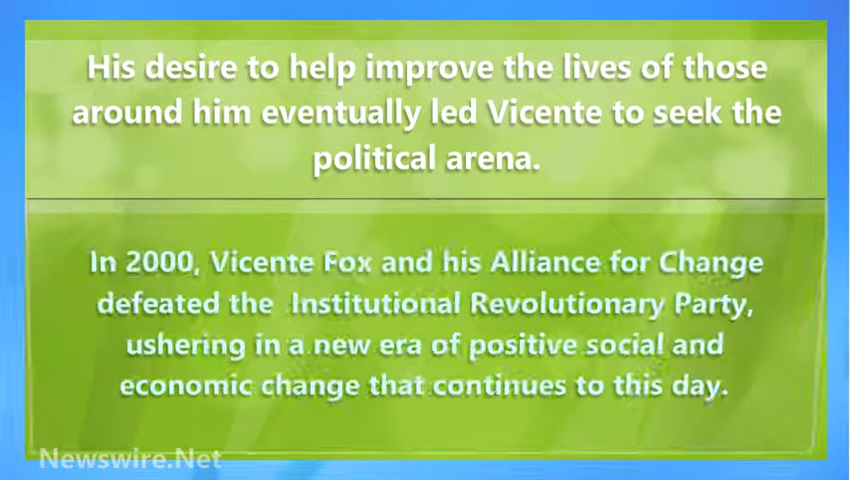 His desire to help improve the lives of those
around him eventually led Vicente to seek the
political arena.
In 2000, Vicente Fox and his Alliance for Change
defeated the Institutional Revolutionary Party,
ushering in a new era of positive social and
economic change that continues to this day.
Newswire.Net